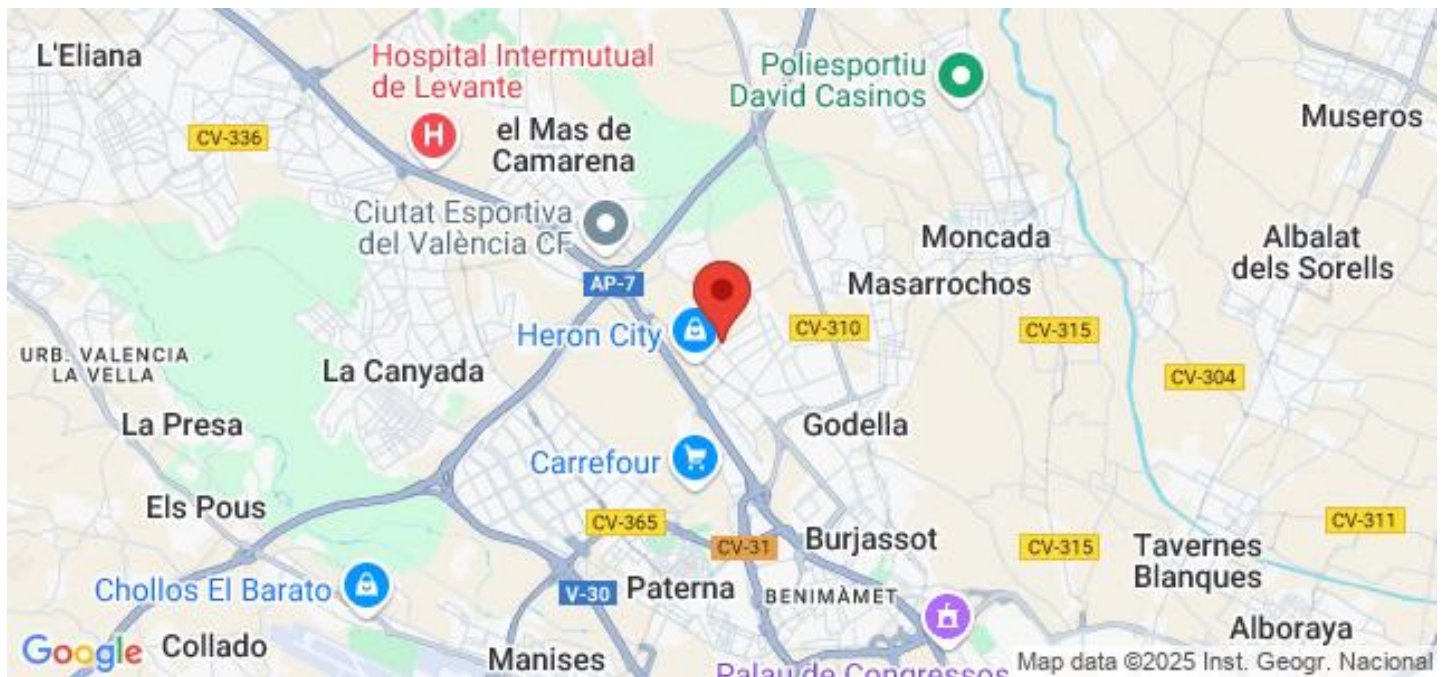 L'Eliana
Hospital Intermutual
de Levante
Poliesportiu
David Casinos
Museros
CV-336
H
el Mas de
Camarena
Ciutat Esportiva
del València CF
Moncada
Albalat
dels Sorells
AP-7
Masarrochos
Heron City
CV-310
CV-315
URB. VALENCIA
LA VELLA
La Canyada
CV-304
La Presa
Godella
Carrefour
Els Pous
CV-365
CV-31
Burjassot
CV-315
CV-311
Tavernes
Blanques
Chollos El Barato
V-30
Paterna
BENIMÀMET
Alboraya
Google
Collado
Manises
Palau de Congressos
Map data ©2025 Inst. Geogr. Nacional